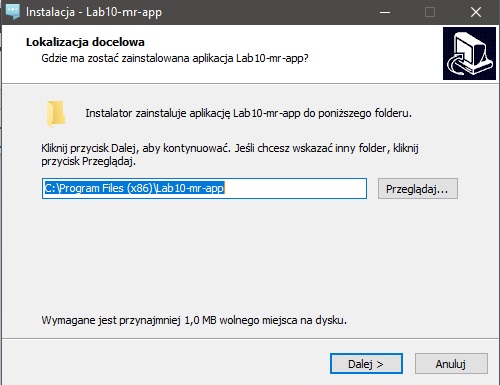 Instalacja - Lab10-mr-app
Lokalizacja docelowa
Gdzie ma zostać zainstalowana aplikacja Lab10-mr-app?
Instalator zainstaluje aplikację Lab10-mr-app do poniższego folderu.
Kliknij przycisk Dalej, aby kontynuować. Jeśli chcesz wskazać inny folder, kliknij
przycisk Przeglądaj.
C:\Program Files (x86)\Lab10-mr-app
Przeglądaj...
Wymagane jest przynajmniej 1,0 MB wolnego miejsca na dysku.
Dalej >
Anuluj